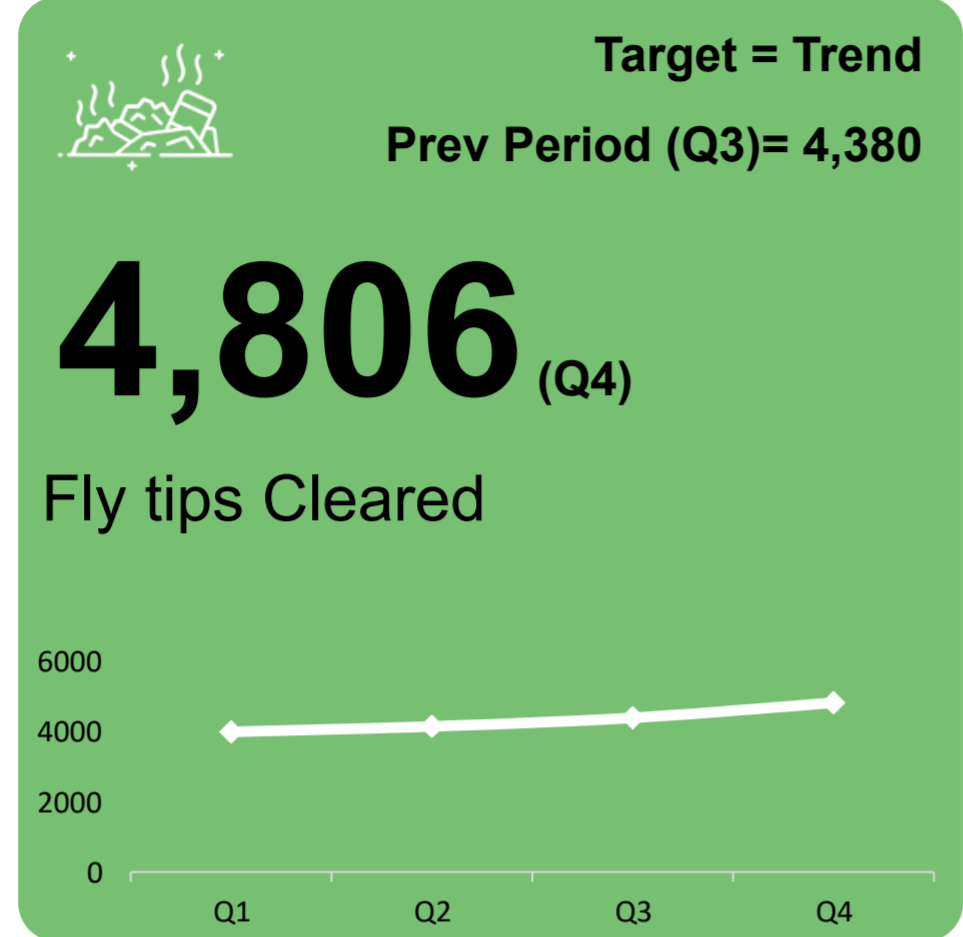 Target = Trend
Prev Period (Q3)= 4,380
4,806 (Q4)
Fly tips Cleared
6000
4000
2000
0
Q1 Q2 Q3 Q4